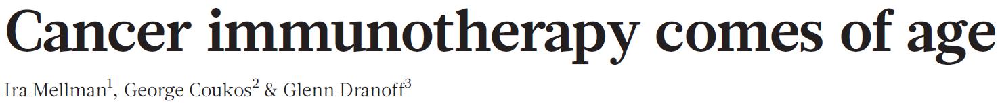 Cancer immunotherapy comes of age
Ira Mellman¹, George Coukos² & Glenn Dranoff³